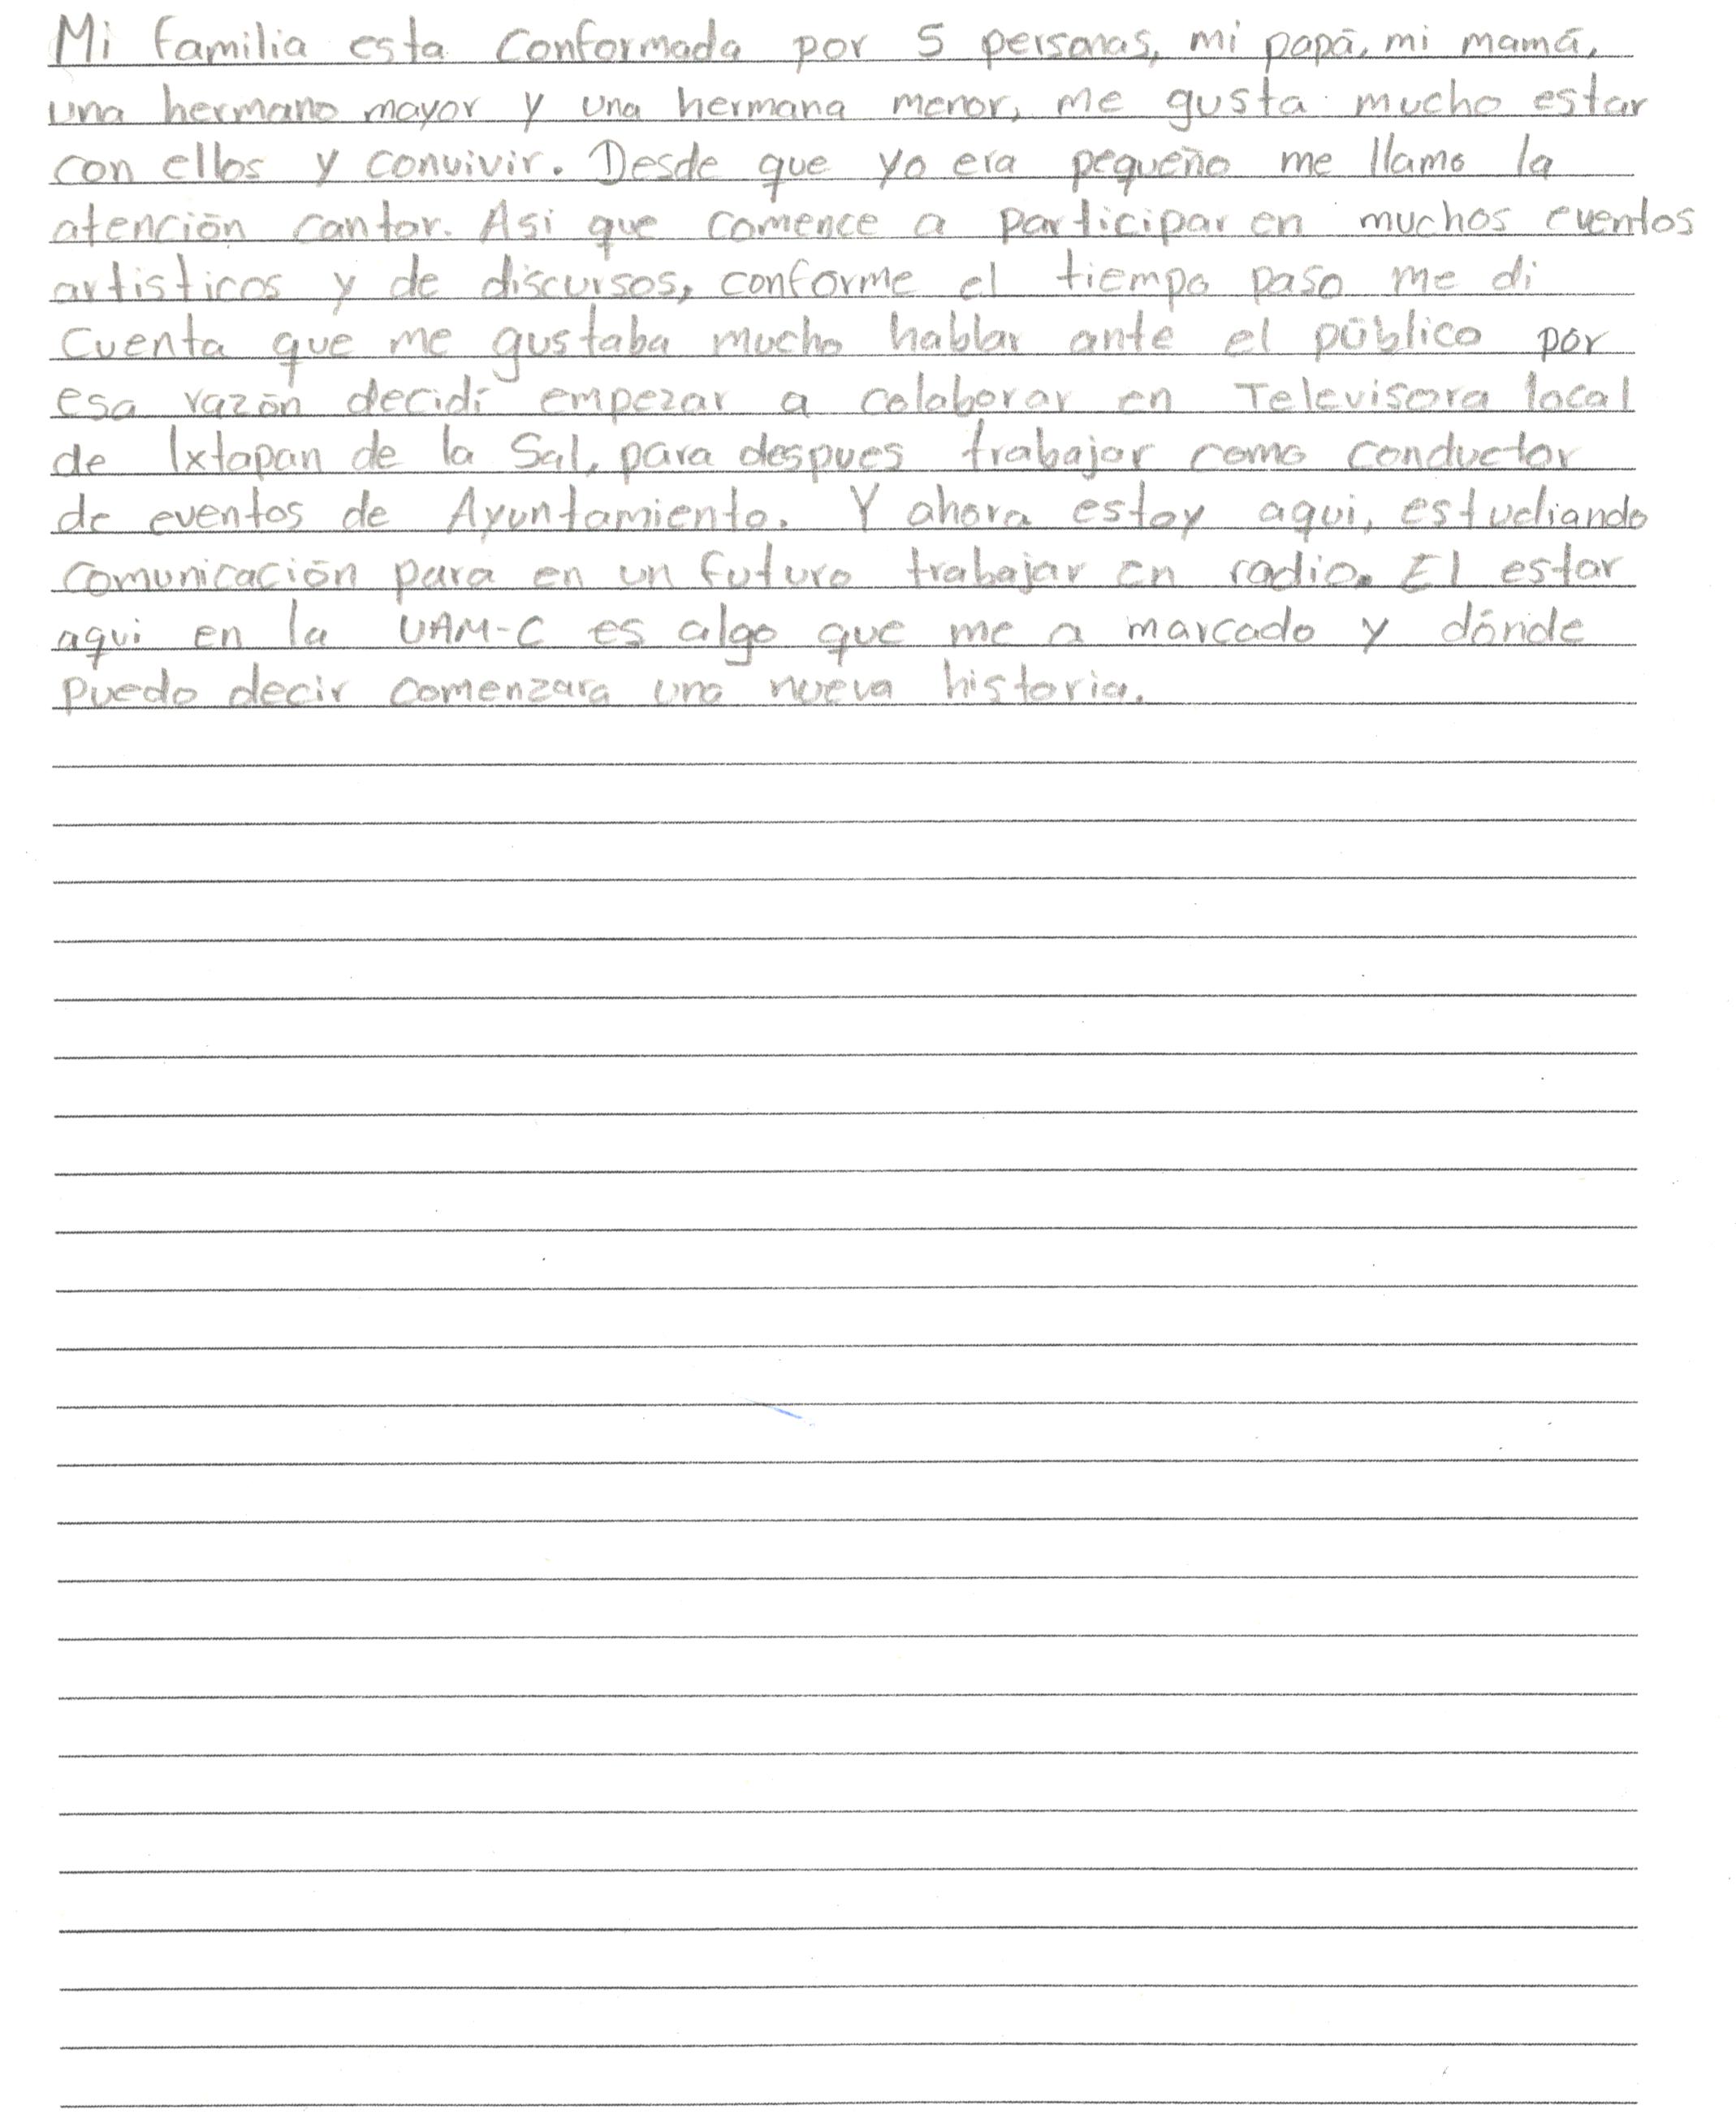 Mi familia esta conformada por 5 personas, mi papá, mi mamá,
una hermano mayor y una hermana menor, me gusta mucho estar
con ellos y convivir. Desde que yo era pequeño me llamo la
atención cantar. Asi que comence a participar en muchos eventos
artisticos y de discursos, conforme el tiempo paso me di
cuenta que me gustaba mucho hablar ante el público por
esa razón decidí empezar a colaborar en Televisora local
de Ixtapan de la Sal, para despues trabajar como conductor
de eventos de Ayuntamiento. Y ahora estoy aqui, estudiando
comunicación para en un futuro trabajar en radio. El estar
aqui en la UAM-C es algo que me a marcado y dónde
puedo decir comenzara una nueva historia.